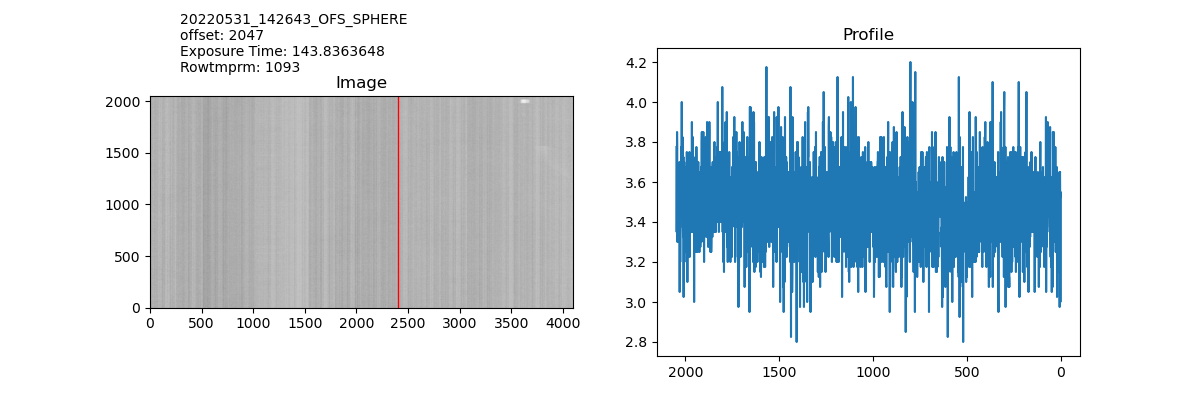 20220531_142643_OFS_SPHERE
offset: 2047
Exposure Time: 143.8363648
Rowtmprm: 1093
Image
2000
1500
1000
500
0
0 500 1000 1500 2000 2500 3000 3500 4000
Profile
4.2
4.0
3.8
3.6
3.4
3.2
3.0
2.8
2000 1500 1000 500 0